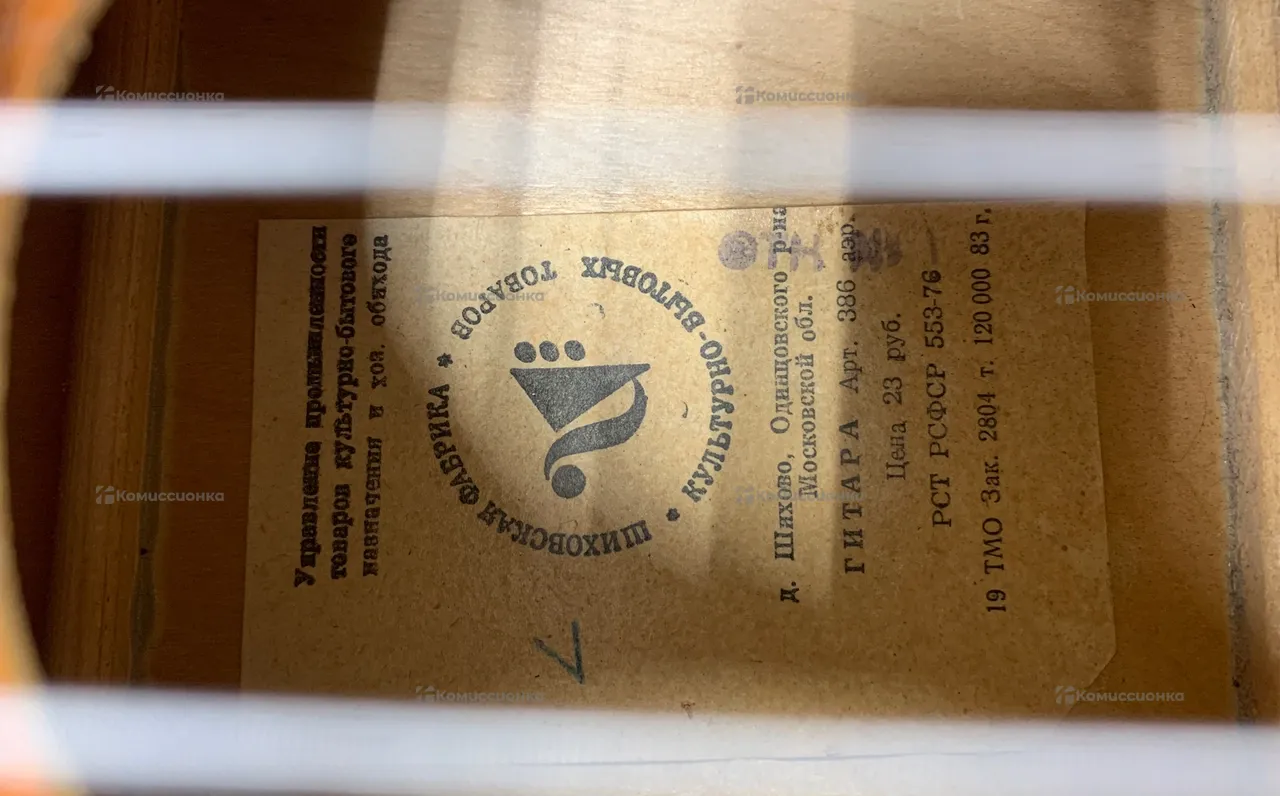 Управление промышленности
товаров культурно-бытового
назначения и хоз. обихода
ШИХОВСКАЯ ФАБРИКА * КУЛЬТУРНО-БЫТОВЫХ ТОВАРОВ *
д. Шихово, Одинцовского р-на
Московской обл.
ГИТАРА Арт. 386 аэр.
Цена 23 руб.
РСТ РСФСР 553-76
19 ТМО Зак. 2804 т. 120 000 83 г.
Комиссионка
Комиссионка
Комиссионка
Комиссионка
Комиссионка
Комиссионка
Комиссионка
Комиссионка